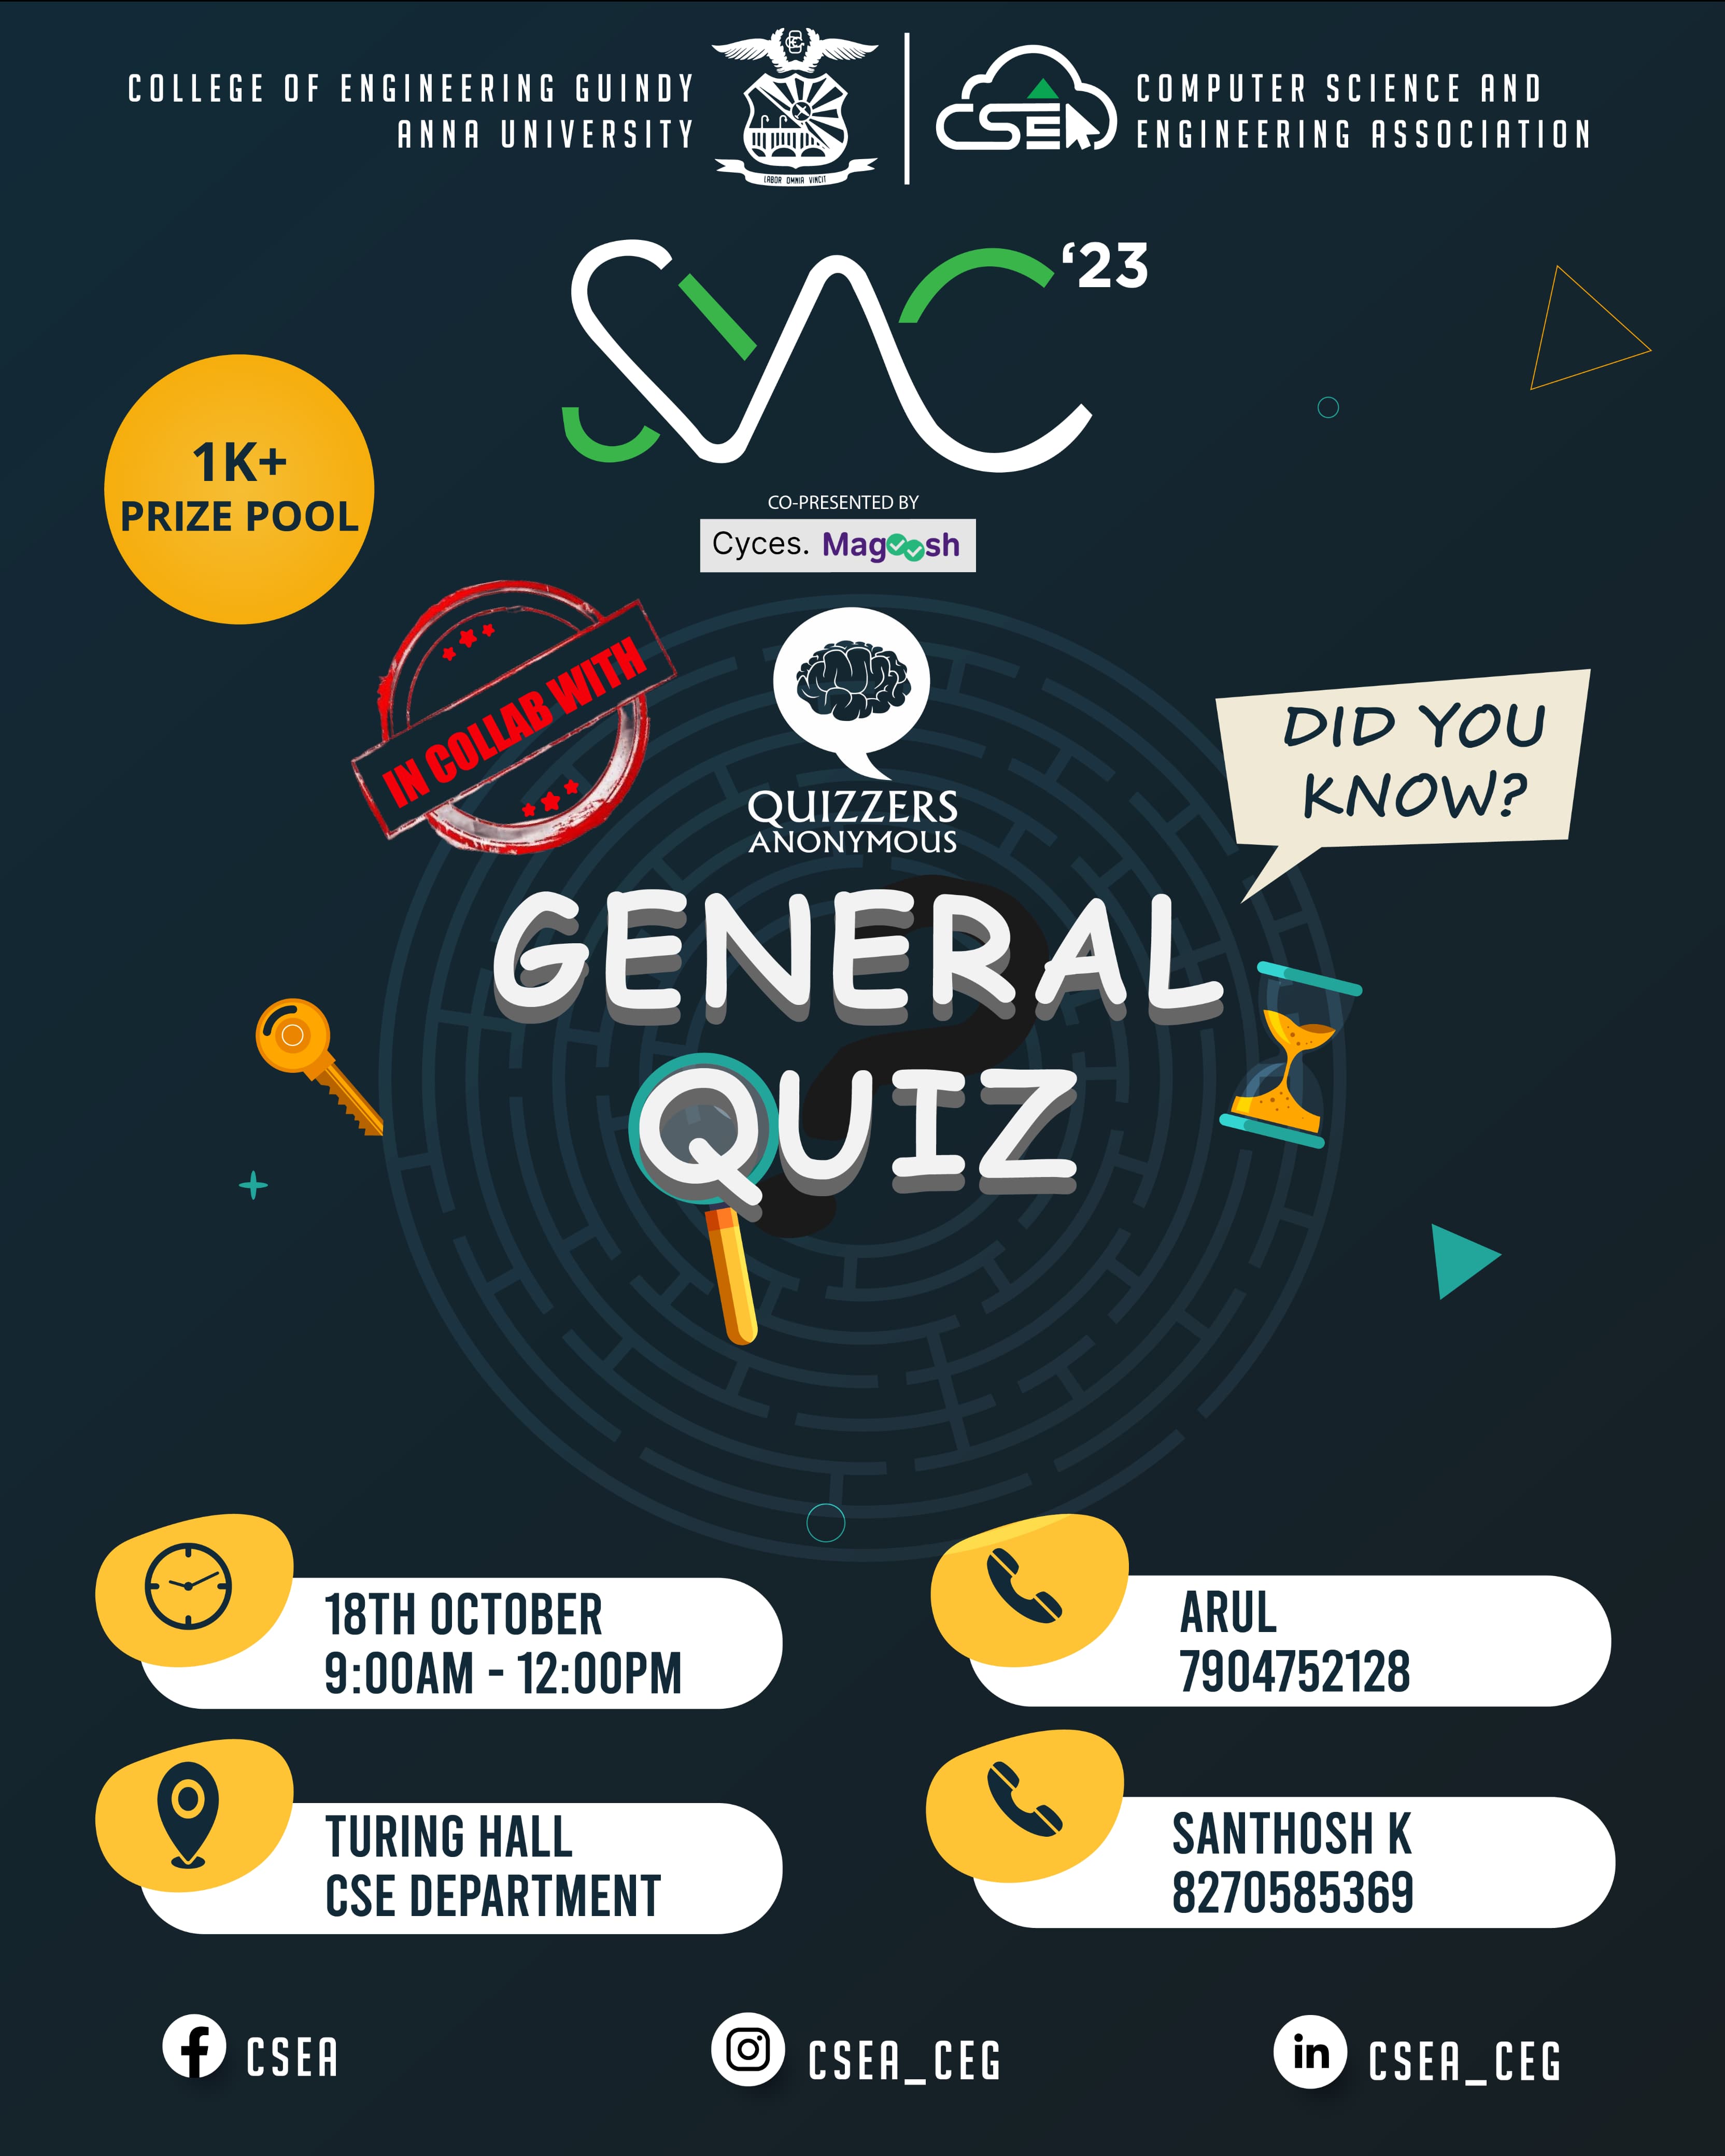 COLLEGE OF ENGINEERING GUINDY
ANNA UNIVERSITY
LABOR OMNIA VINCIT
CSEA
COMPUTER SCIENCE AND
ENGINEERING ASSOCIATION
SVAC '23
1K+
PRIZE POOL
CO-PRESENTED BY
Cyces. Magoosh
IN COLLAB WITH
QUIZZERS
ANONYMOUS
DID YOU
KNOW?
GENERAL
QUIZ
18TH OCTOBER
9:00AM - 12:00PM
ARUL
7904752128
TURING HALL
CSE DEPARTMENT
SANTHOSH K
8270585369
CSEA
CSEA_CEG
in CSEA_CEG